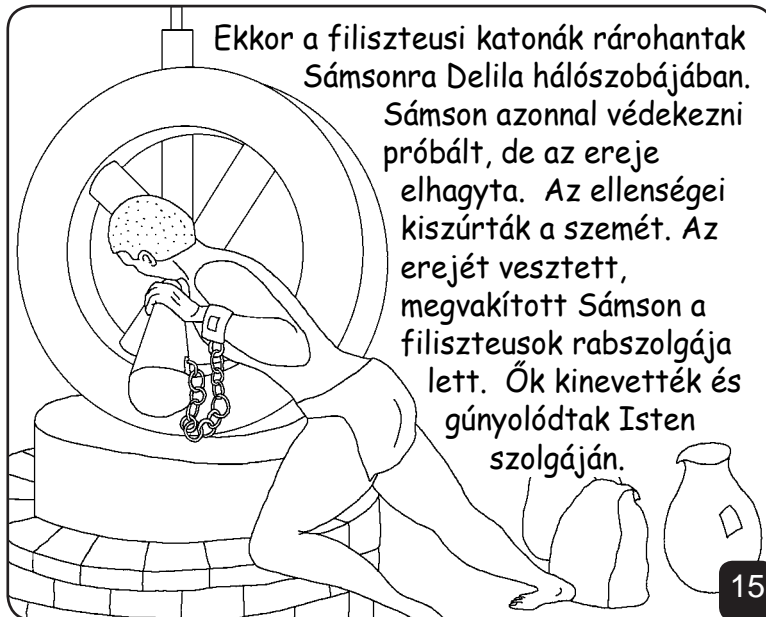 Ekkor a filiszteusi katonák rárohantak
Sámsonra Delila hálószobájában.
Sámson azonnal védekezni
próbált, de az ereje
elhagyta. Az ellenségei
kiszúrták a szemét. Az
erejét vesztett,
megvakított Sámson a
filiszteusok rabszolgája
lett. Ők kinevették és
gúnyolódtak Isten
szolgáján.
15